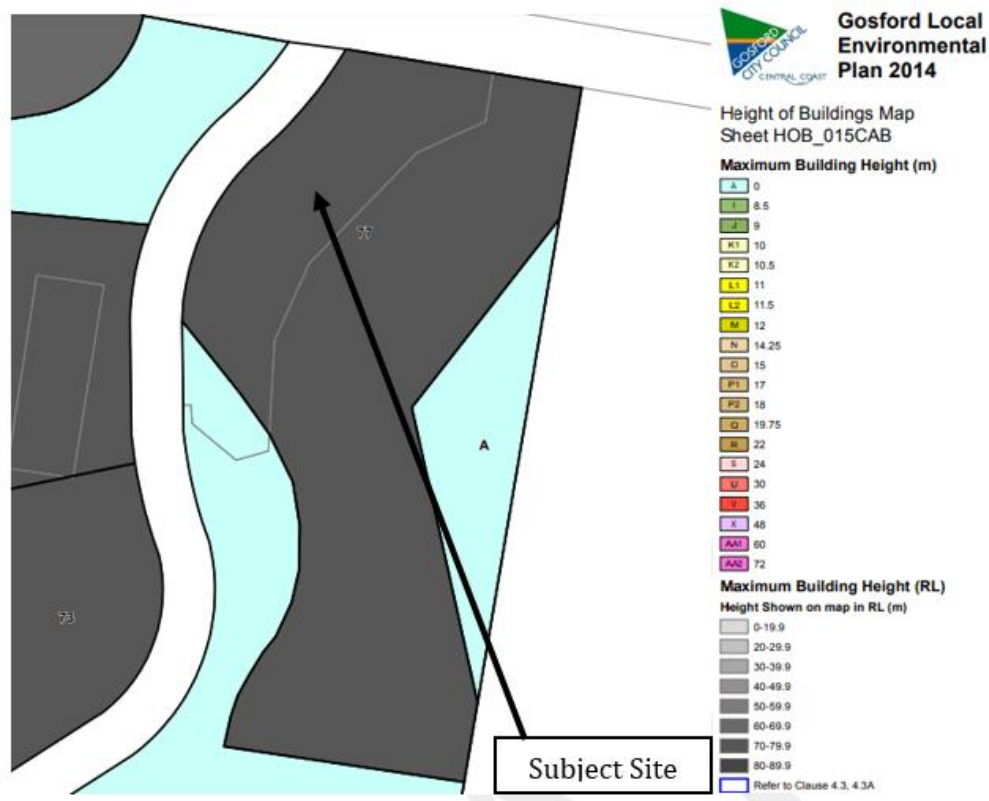 GOSFORD
CITY COUNCIL
CENTRAL COAST
Gosford Local
Environmental
Plan 2014
Height of Buildings Map
Sheet HOB_015CAB
Maximum Building Height (m)
A 0
I 8.5
J 9
K1 10
K2 10.5
L1 11
L2 11.5
M 12
N 14.25
O 15
P1 17
P2 18
Q 19.75
R 22
S 24
U 30
V 36
X 48
AA1 60
AA2 72
Maximum Building Height (RL)
Height Shown on map in RL (m)
0-19.9
20-29.9
30-39.9
40-49.9
50-59.9
60-69.9
70-79.9
80-89.9
Refer to Clause 4.3, 4.3A
77
A
73
Subject Site